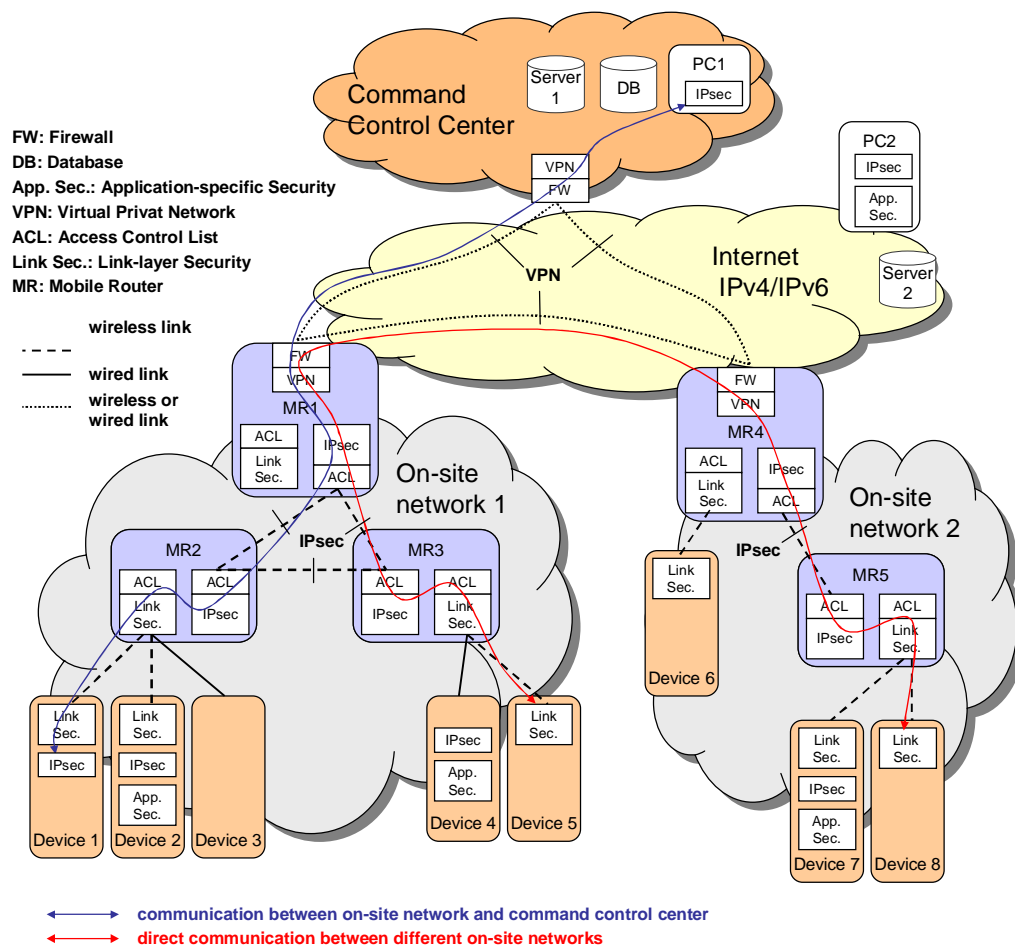 Command
Control Center
Server
1
DB
PC1
IPsec
VPN
FW
PC2
IPsec
App.
Sec.
FW: Firewall
DB: Database
App. Sec.: Application-specific Security
VPN: Virtual Privat Network
ACL: Access Control List
Link Sec.: Link-layer Security
MR: Mobile Router
wireless link
wired link
wireless or
wired link
VPN
Internet
IPv4/IPv6
Server
2
FW
VPN
MR1
ACL
Link
Sec.
IPsec
ACL
FW
VPN
MR4
ACL
Link
Sec.
IPsec
ACL
On-site
network 1
On-site
network 2
IPsec
IPsec
MR2
ACL
Link
Sec.
ACL
IPsec
MR3
ACL
IPsec
ACL
Link
Sec.
MR5
ACL
IPsec
ACL
Link
Sec.
Link
Sec.
Device 6
Link
Sec.
IPsec
Device 1
Link
Sec.
IPsec
App.
Sec.
Device 2
Device 3
IPsec
App.
Sec.
Device 4
Link
Sec.
Device 5
Link
Sec.
IPsec
App.
Sec.
Device 7
Link
Sec.
Device 8
communication between on-site network and command control center
direct communication between different on-site networks